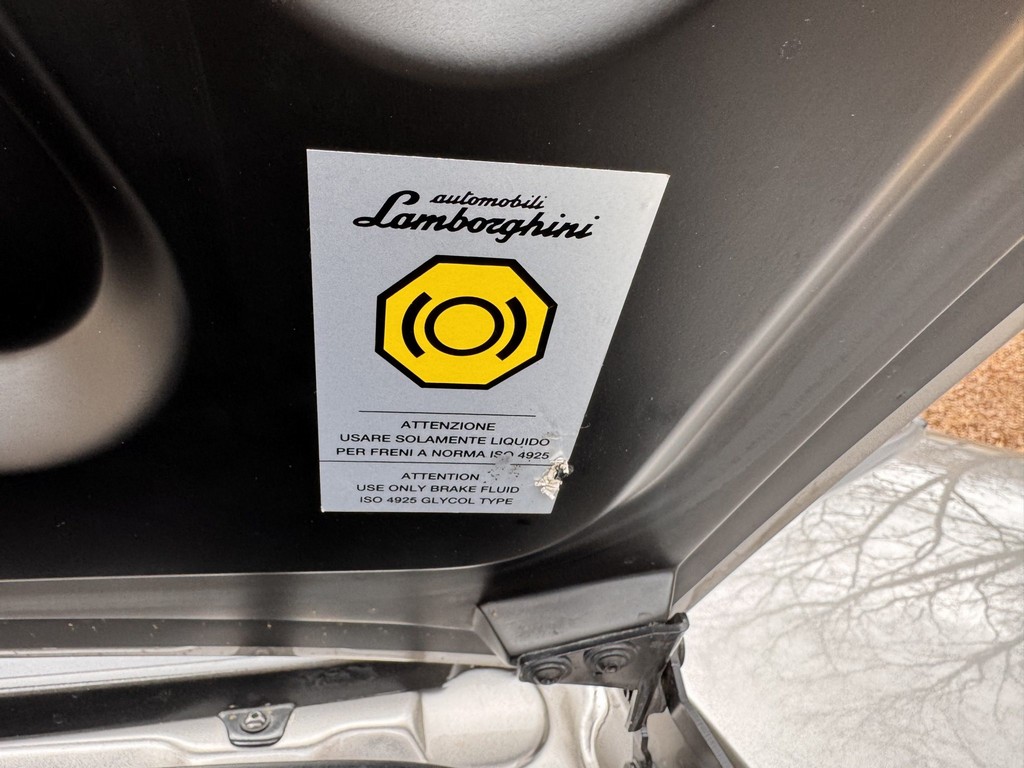 automobili
Lamborghini
ATTENZIONE
USARE SOLAMENTE LIQUIDO
PER FRENI A NORMA ISO 4925
ATTENTION
USE ONLY BRAKE FLUID
ISO 4925 GLYCOL TYPE